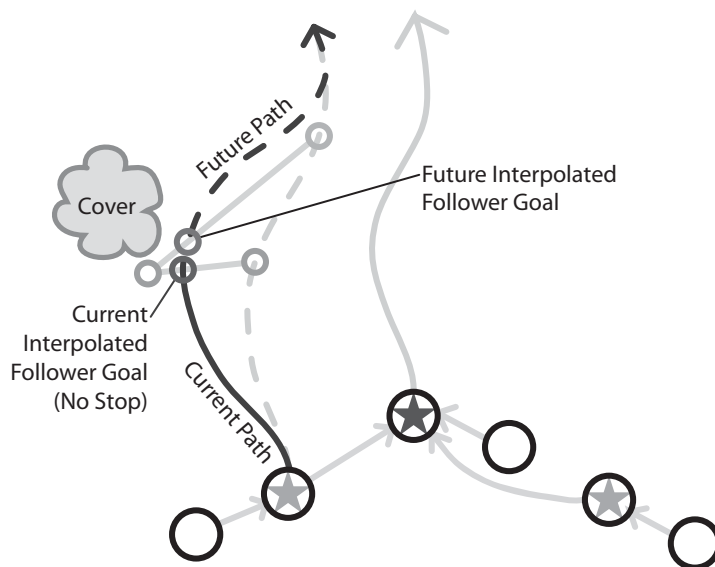 Future Path
Cover
Future Interpolated
Follower Goal
Current
Interpolated
Follower Goal
(No Stop)
Current Path